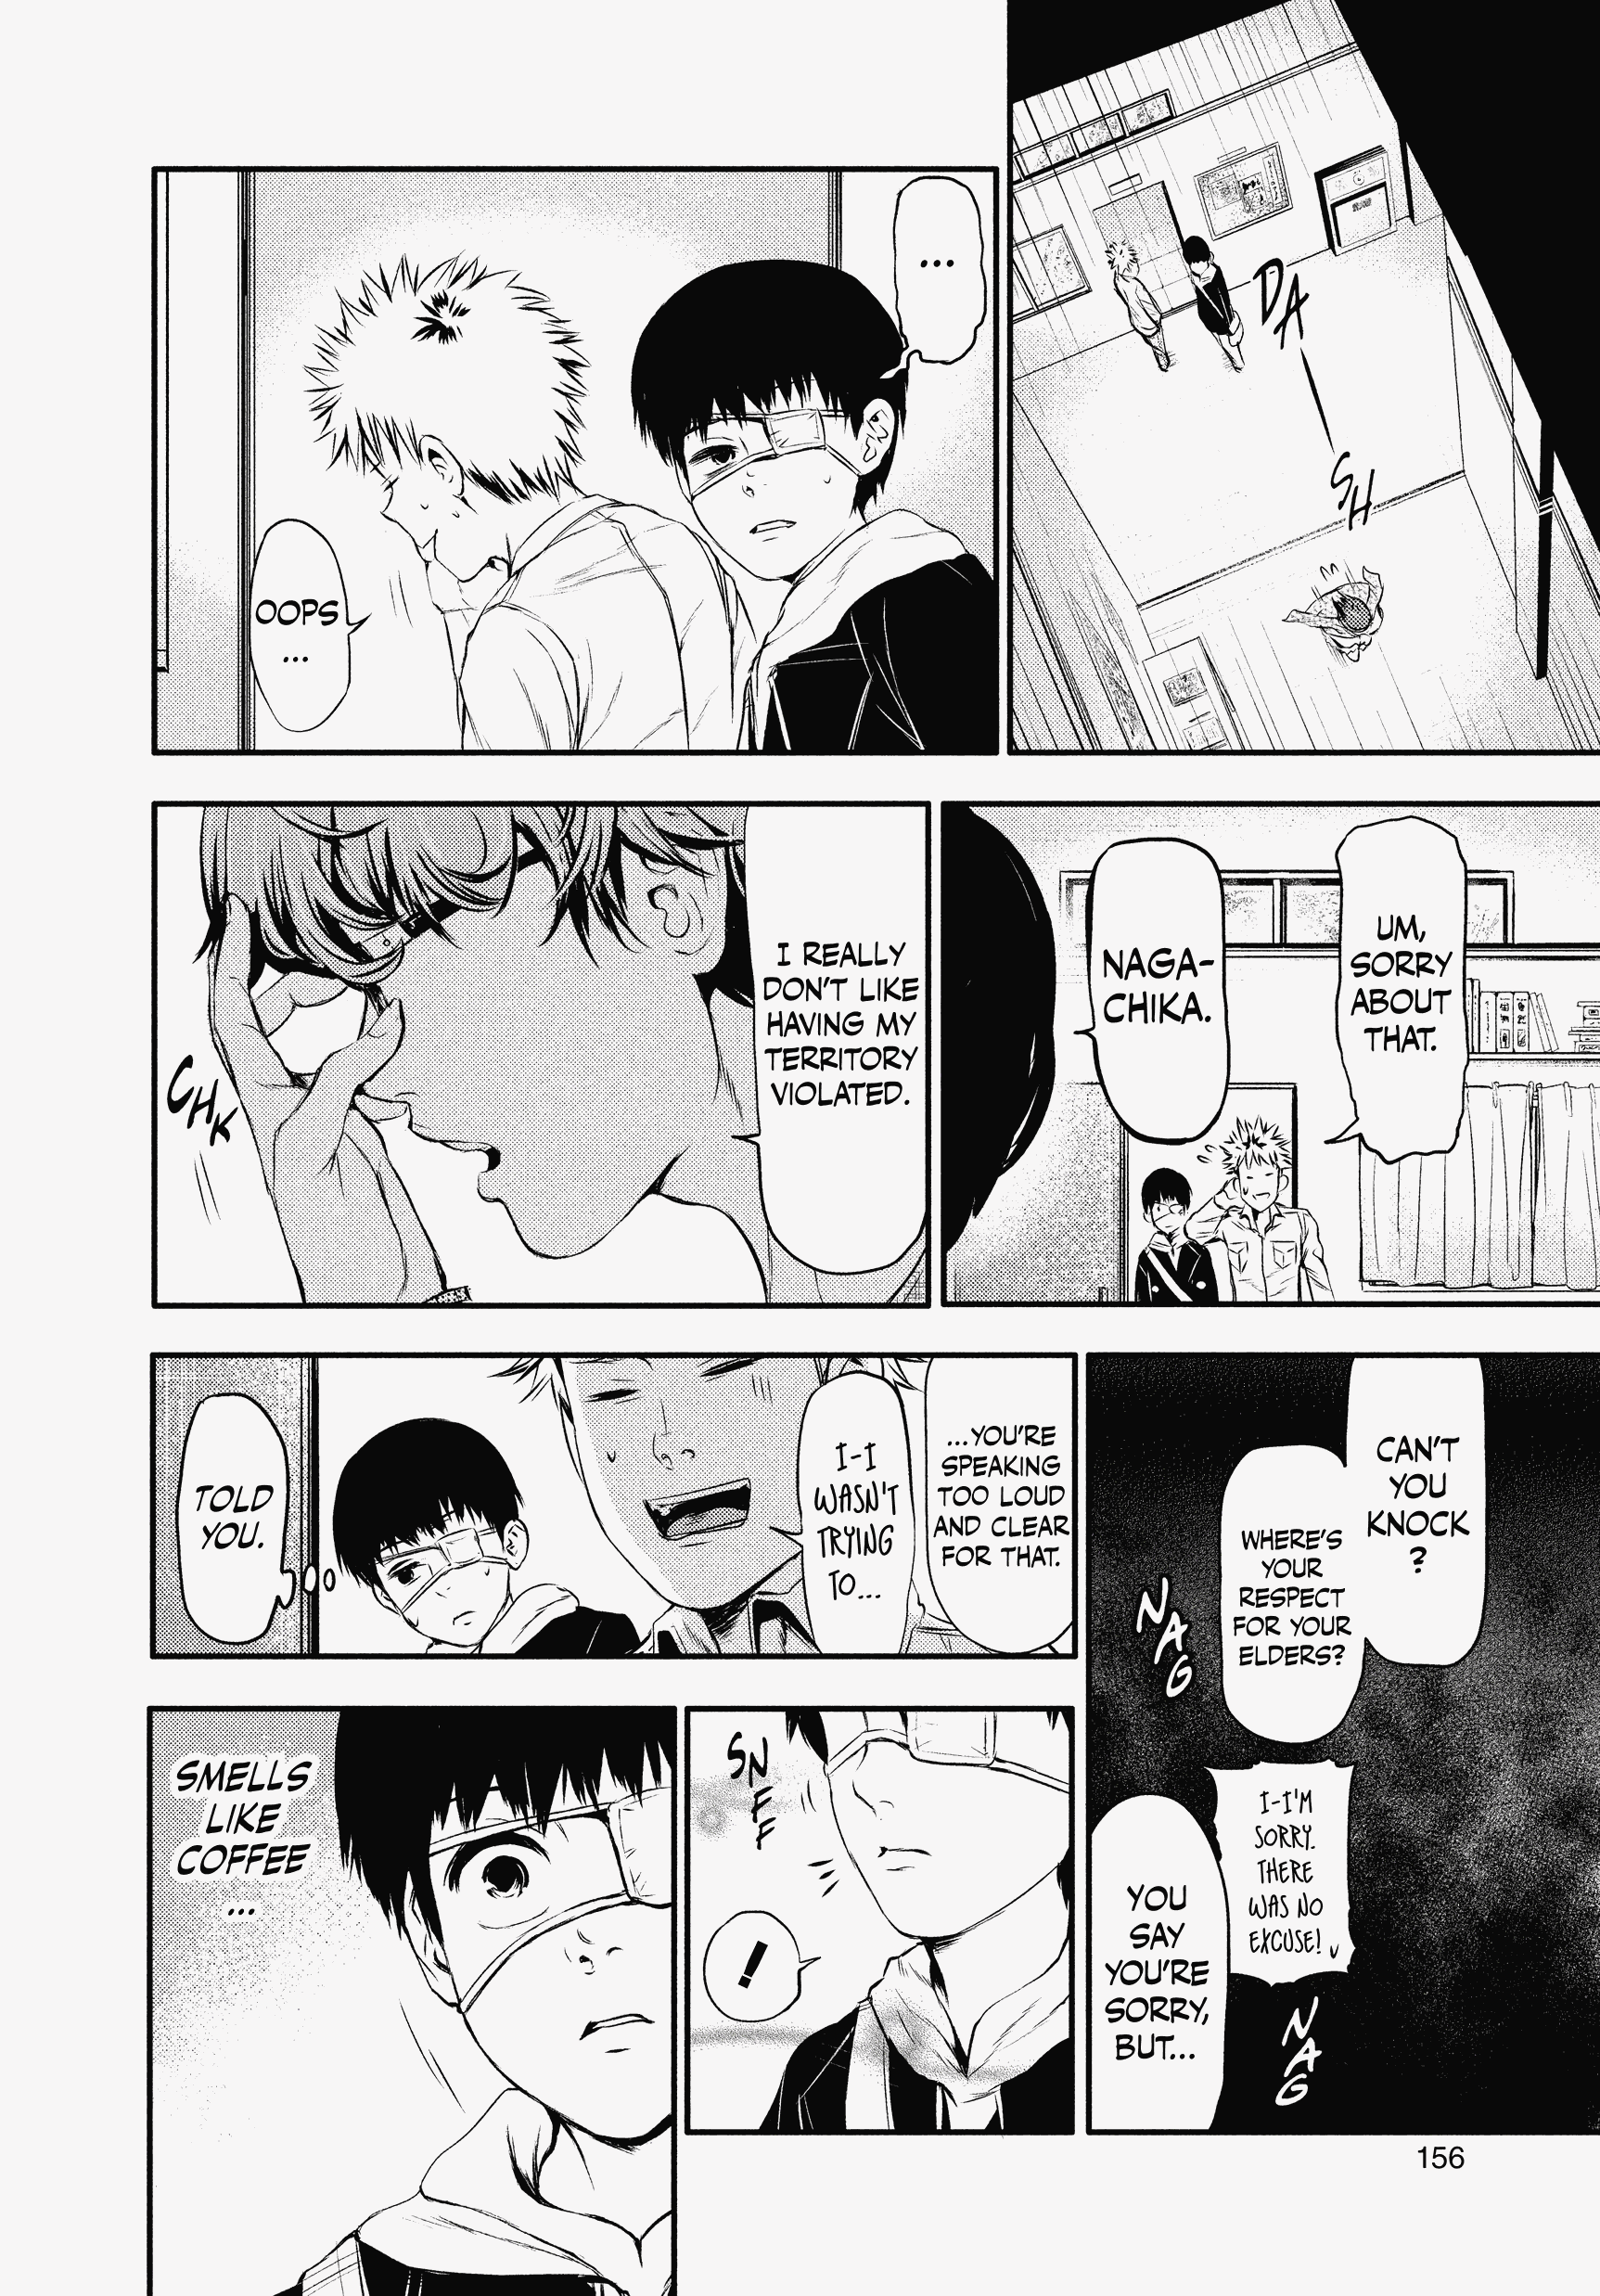 DA
SH
...
OOPS
...
UM,
SORRY
ABOUT
THAT.
NAGA-
CHIKA.
I REALLY
DON'T LIKE
HAVING MY
TERRITORY
VIOLATED.
CHK
CAN'T
YOU
KNOCK
?
WHERE'S
YOUR
RESPECT
FOR YOUR
ELDERS?
NAG
I-I'M
SORRY.
THERE
WAS NO
EXCUSE!
NAG
YOU
SAY
YOU'RE
SORRY,
BUT...
...YOU'RE
SPEAKING
TOO LOUD
AND CLEAR
FOR THAT.
I-I
WASN'T
TRYING
TO...
TOLD
YOU.
SNFF
!
SMELLS
LIKE
COFFEE
...
156